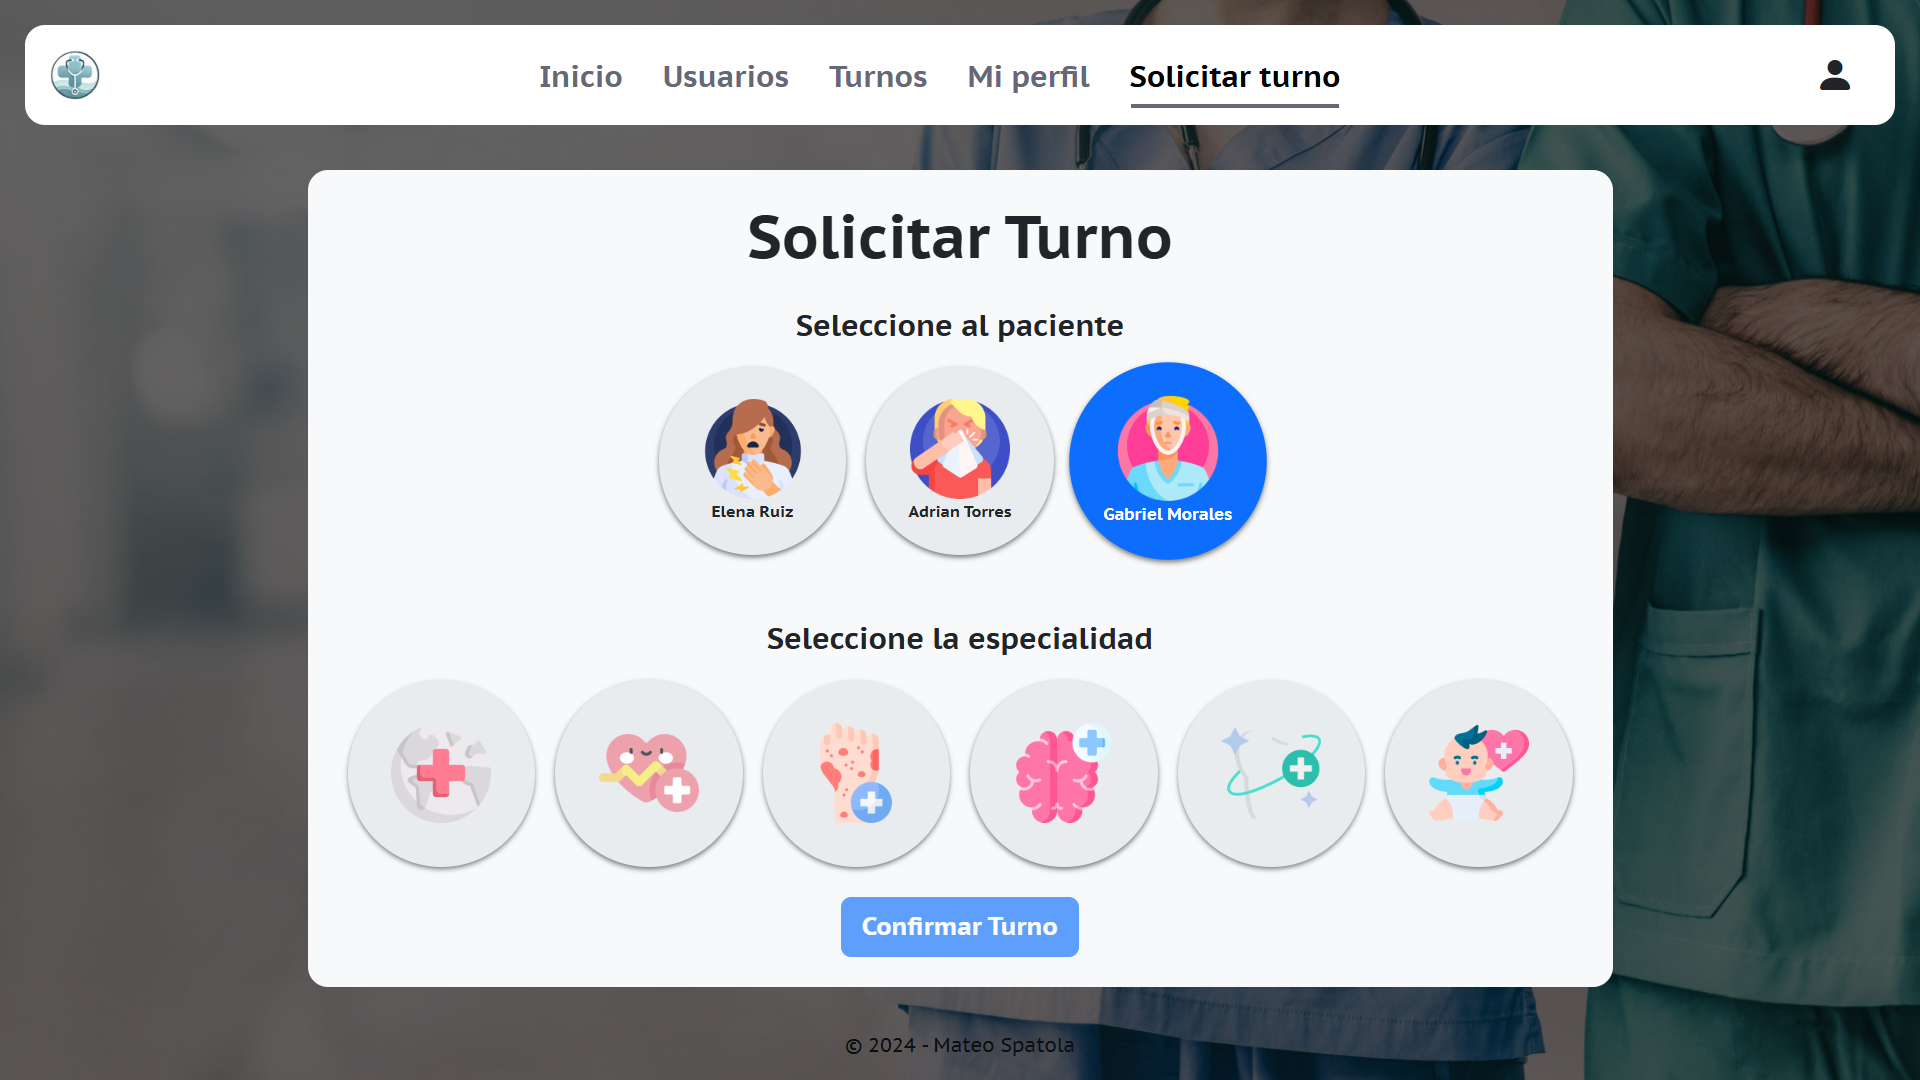 Inicio Usuarios Turnos Mi perfil Solicitar turno
Solicitar Turno
Seleccione al paciente
Elena Ruiz Adrian Torres Gabriel Morales
Seleccione la especialidad
Confirmar Turno
© 2024 - Mateo Spatola